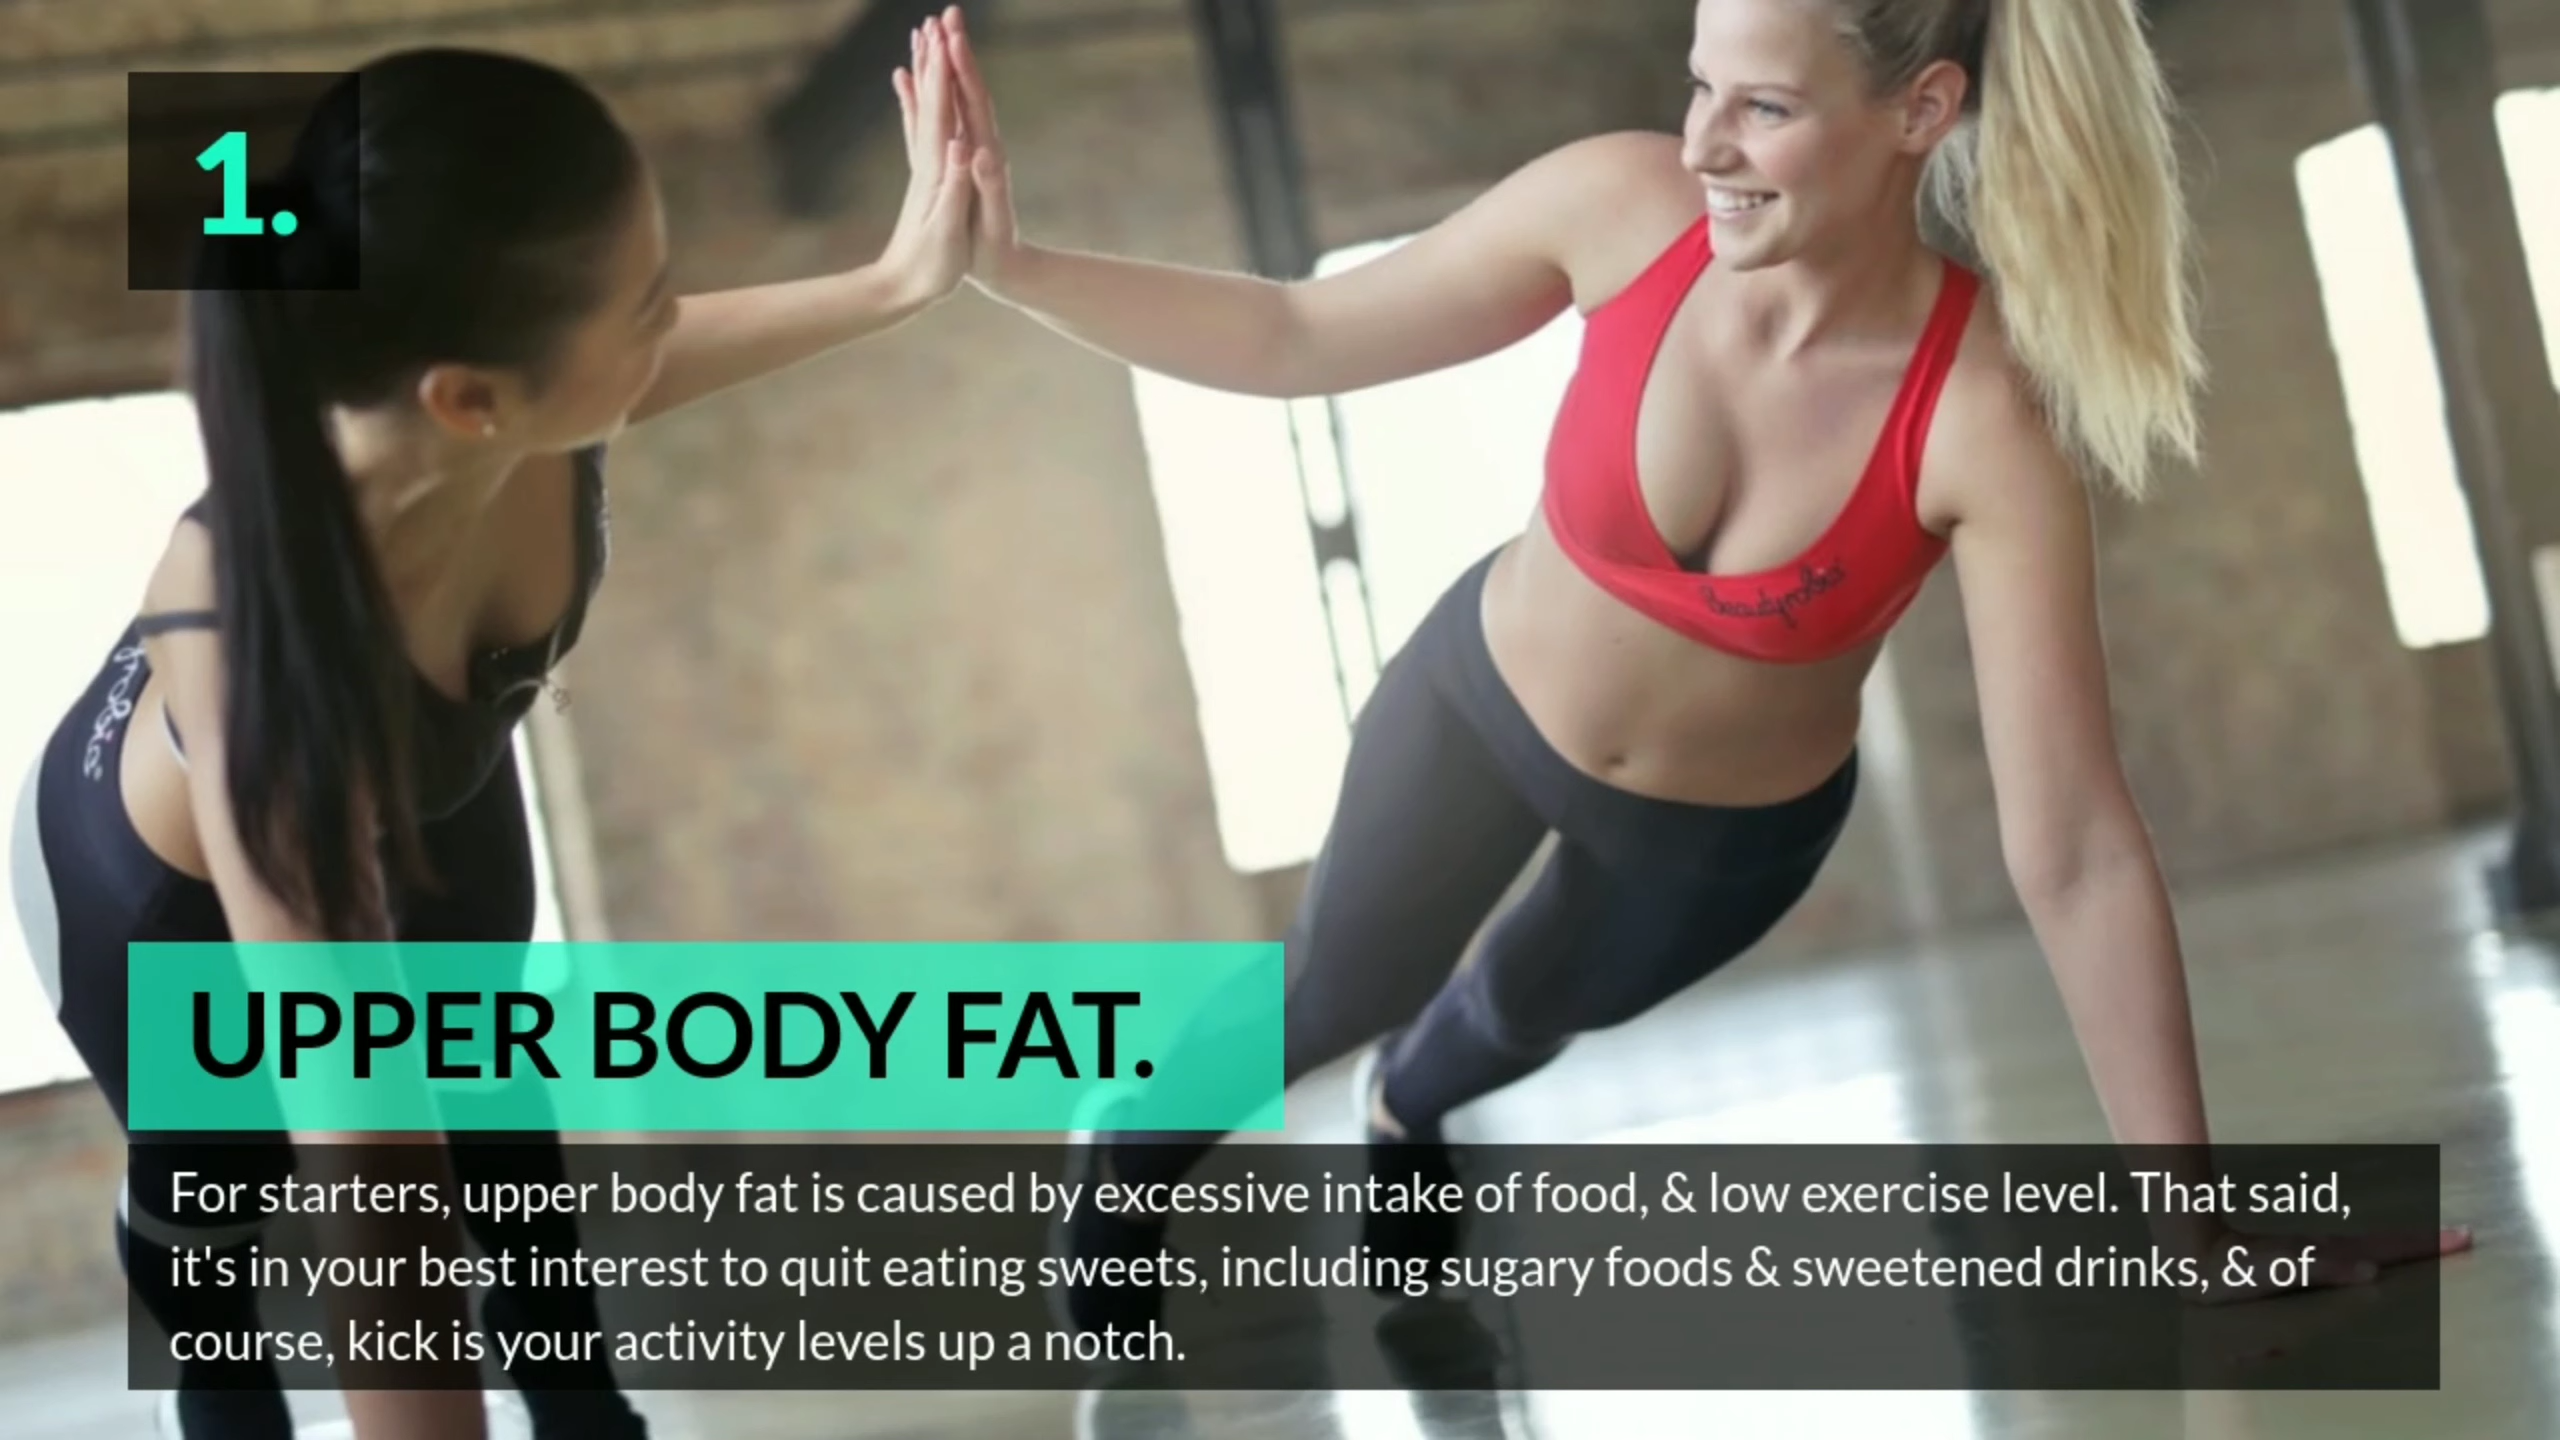 1.
beautyrobics
UPPER BODY FAT.
For starters, upper body fat is caused by excessive intake of food, & low exercise level. That said,
it's in your best interest to quit eating sweets, including sugary foods & sweetened drinks, & of
course, kick is your activity levels up a notch.